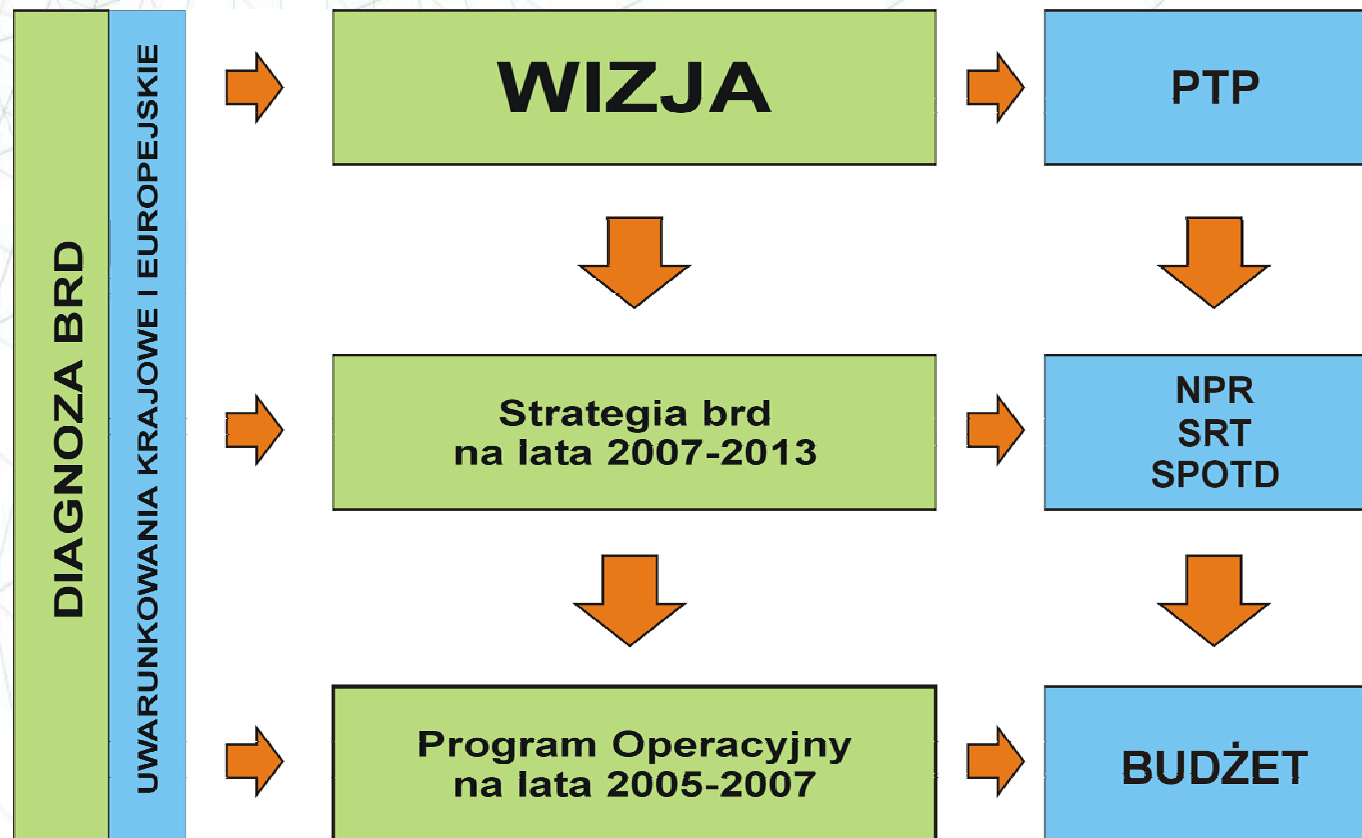 DIAGNOZA BRD
UWARUNKOWANIA KRAJOWE I EUROPEJSKIE
WIZJA
PTP
Strategia brd
na lata 2007-2013
NPR
SRT
SPOTD
Program Operacyjny
na lata 2005-2007
BUDŻET